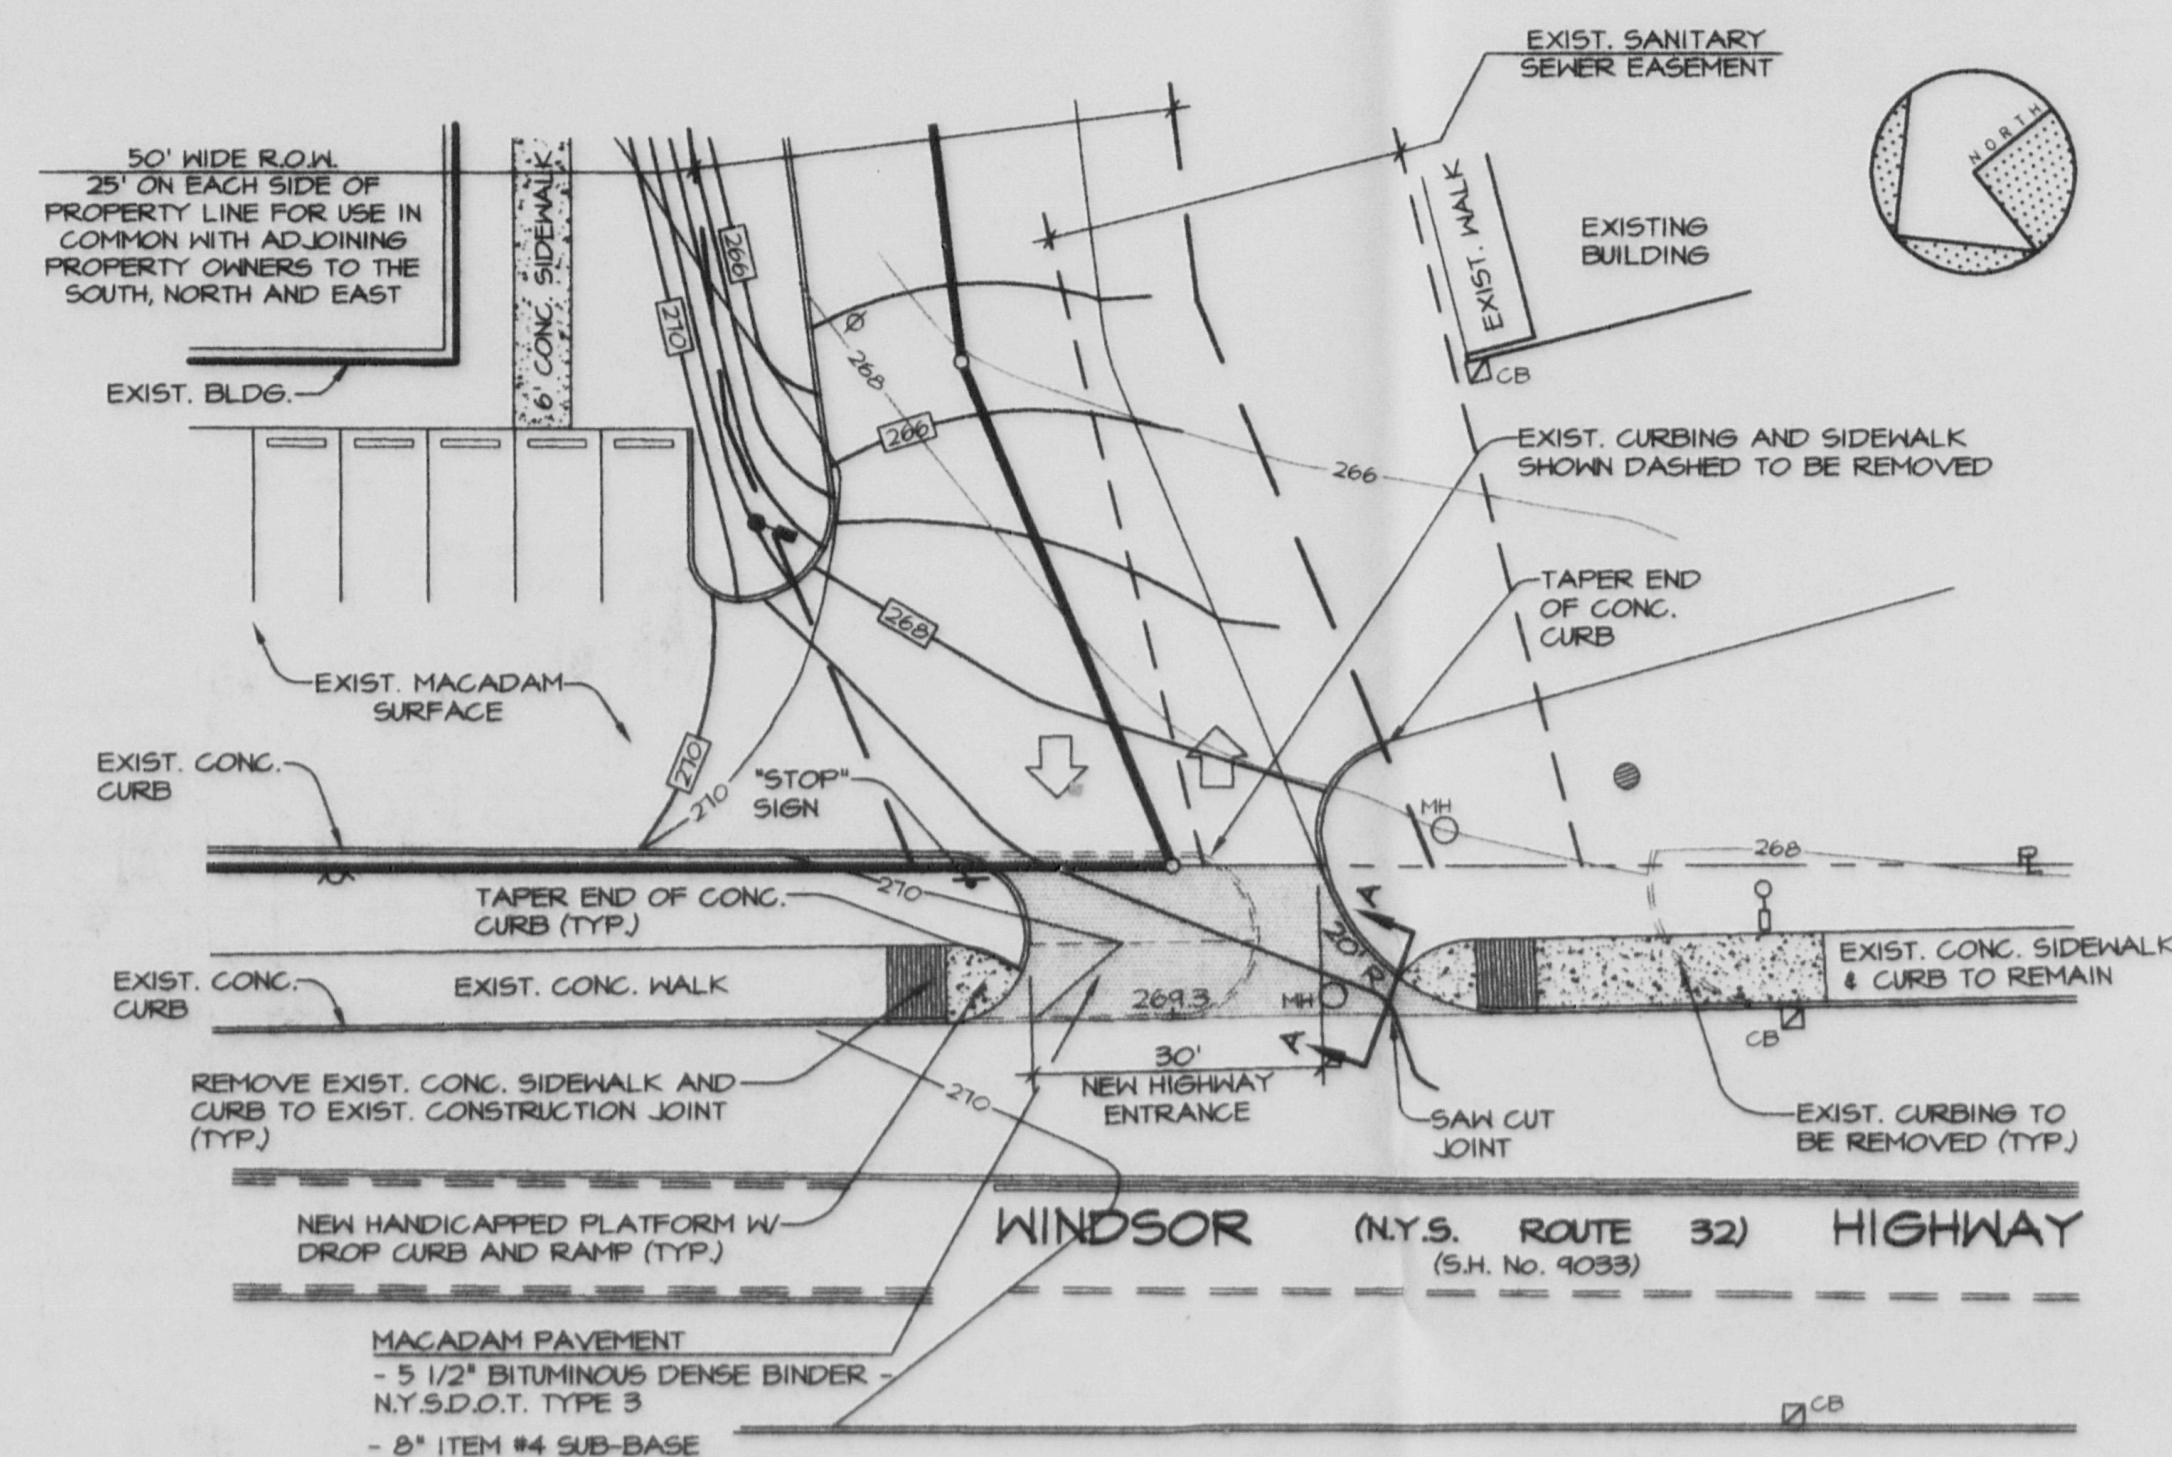 EXIST. SANITARY
SEWER EASEMENT
NORTH
50' WIDE R.O.W.
25' ON EACH SIDE OF
PROPERTY LINE FOR USE IN
COMMON WITH ADJOINING
PROPERTY OWNERS TO THE
SOUTH, NORTH AND EAST
6' CONC. SIDEWALK
266
210
EXIST. WALK
EXISTING
BUILDING
EXIST. BLDG.
268
CB
266
EXIST. CURBING AND SIDEWALK
SHOWN DASHED TO BE REMOVED
266
TAPER END
OF CONC.
CURB
268
EXIST. MACADAM
SURFACE
EXIST. CONC.
CURB
210
210
"STOP"
SIGN
MH
268
PL
TAPER END OF CONC.
CURB (TYP.)
210
A
20' R
EXIST. CONC.
CURB
EXIST. CONC. WALK
269.3
MH
EXIST. CONC. SIDEWALK
& CURB TO REMAIN
CB
A
30'
NEW HIGHWAY
ENTRANCE
REMOVE EXIST. CONC. SIDEWALK AND
CURB TO EXIST. CONSTRUCTION JOINT
(TYP.)
210
SAW CUT
JOINT
EXIST. CURBING TO
BE REMOVED (TYP.)
NEW HANDICAPPED PLATFORM W/
DROP CURB AND RAMP (TYP.)
WINDSOR (N.Y.S. ROUTE 32) HIGHWAY
(S.H. No. 9033)
MACADAM PAVEMENT
- 5 1/2" BITUMINOUS DENSE BINDER -
N.Y.S.D.O.T. TYPE 3
- 8" ITEM #4 SUB-BASE
CB